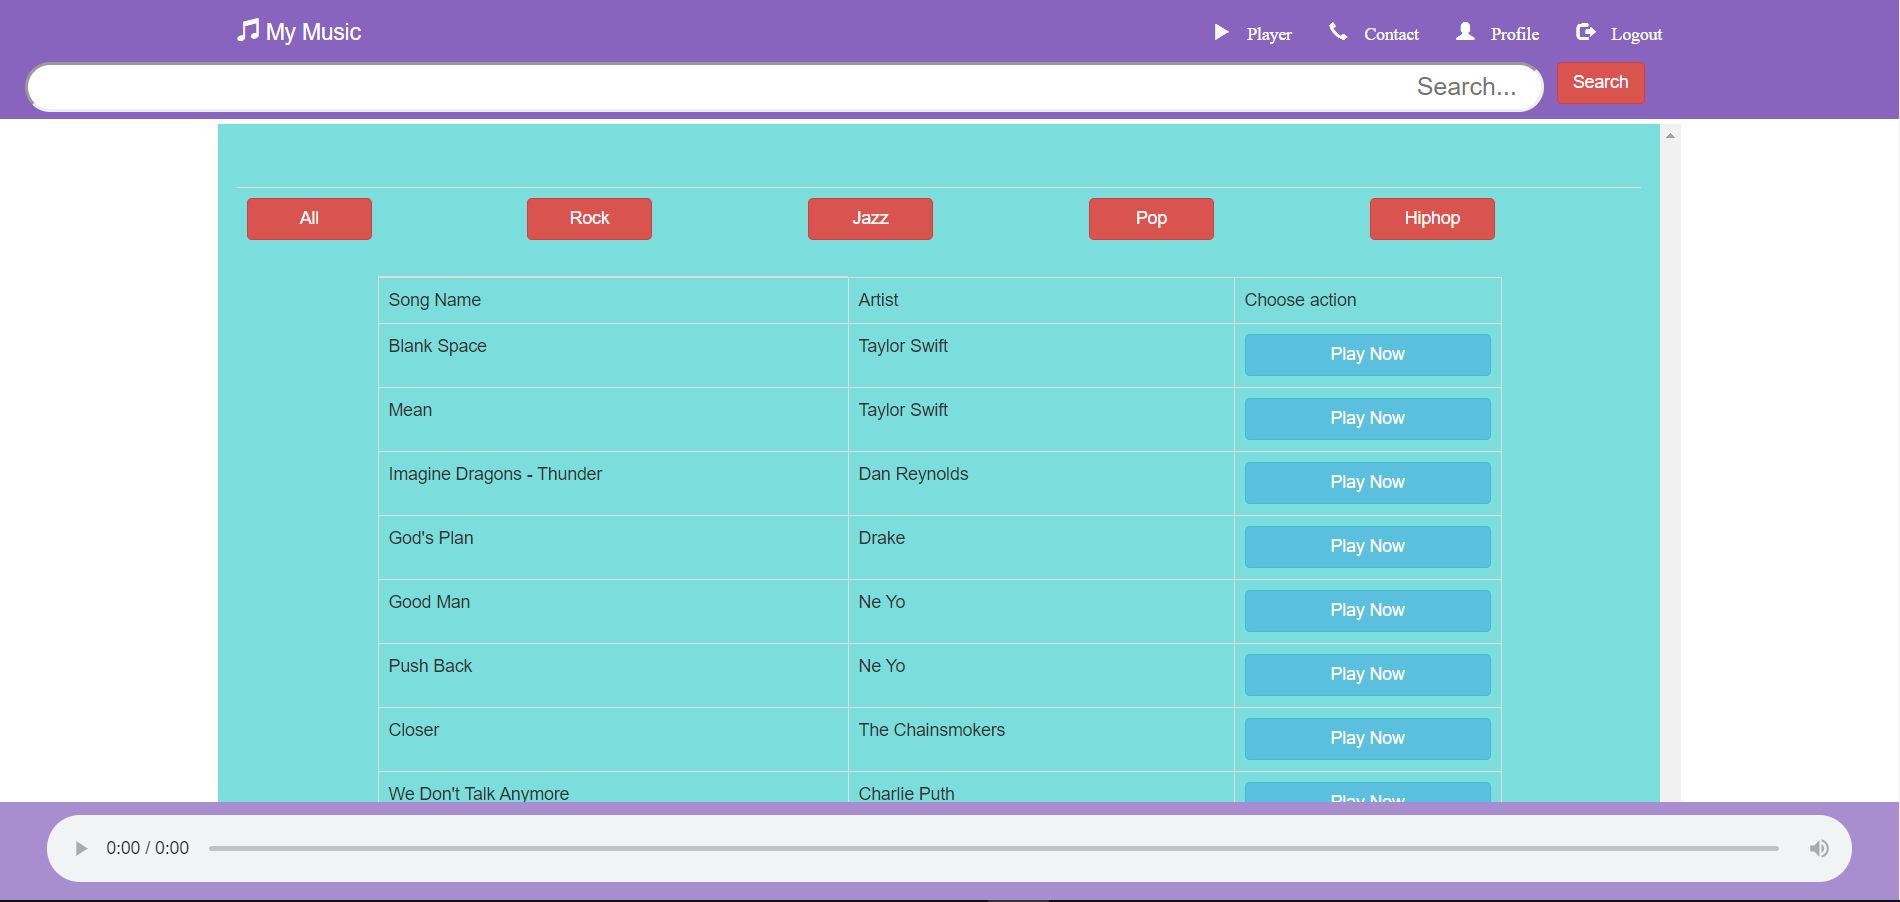 My Music
Player Contact Profile Logout
Search...
Search
All Rock Jazz Pop Hiphop
Song Name Artist Choose action
Blank Space Taylor Swift Play Now
Mean Taylor Swift Play Now
Imagine Dragons - Thunder Dan Reynolds Play Now
God's Plan Drake Play Now
Good Man Ne Yo Play Now
Push Back Ne Yo Play Now
Closer The Chainsmokers Play Now
We Don't Talk Anymore Charlie Puth Play Now
0:00 / 0:00